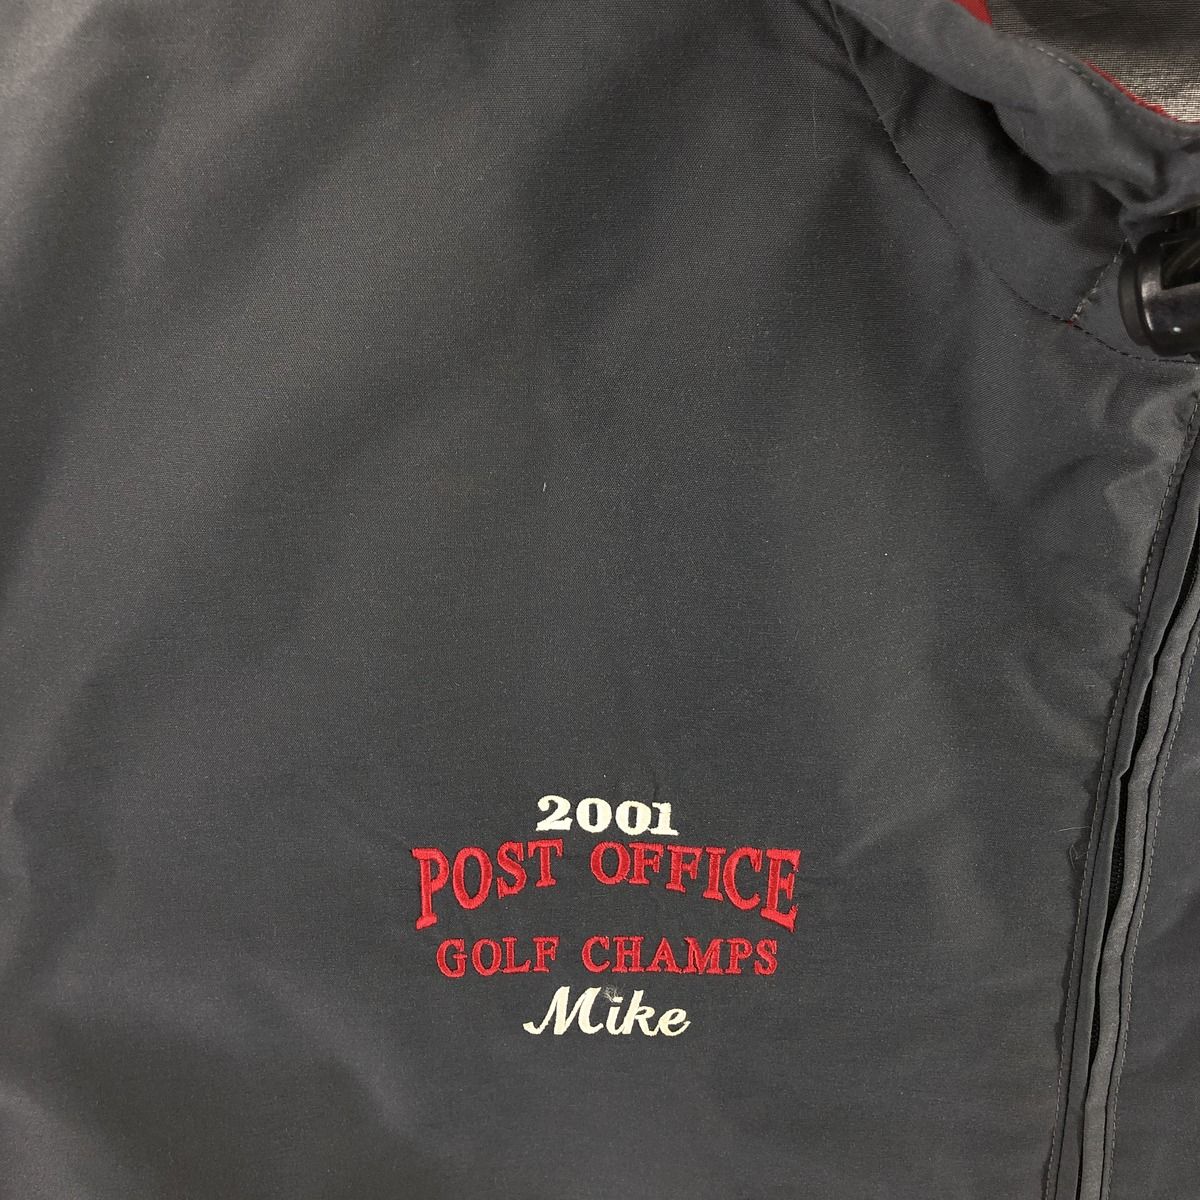 2001
POST OFFICE
GOLF CHAMPS
Mike